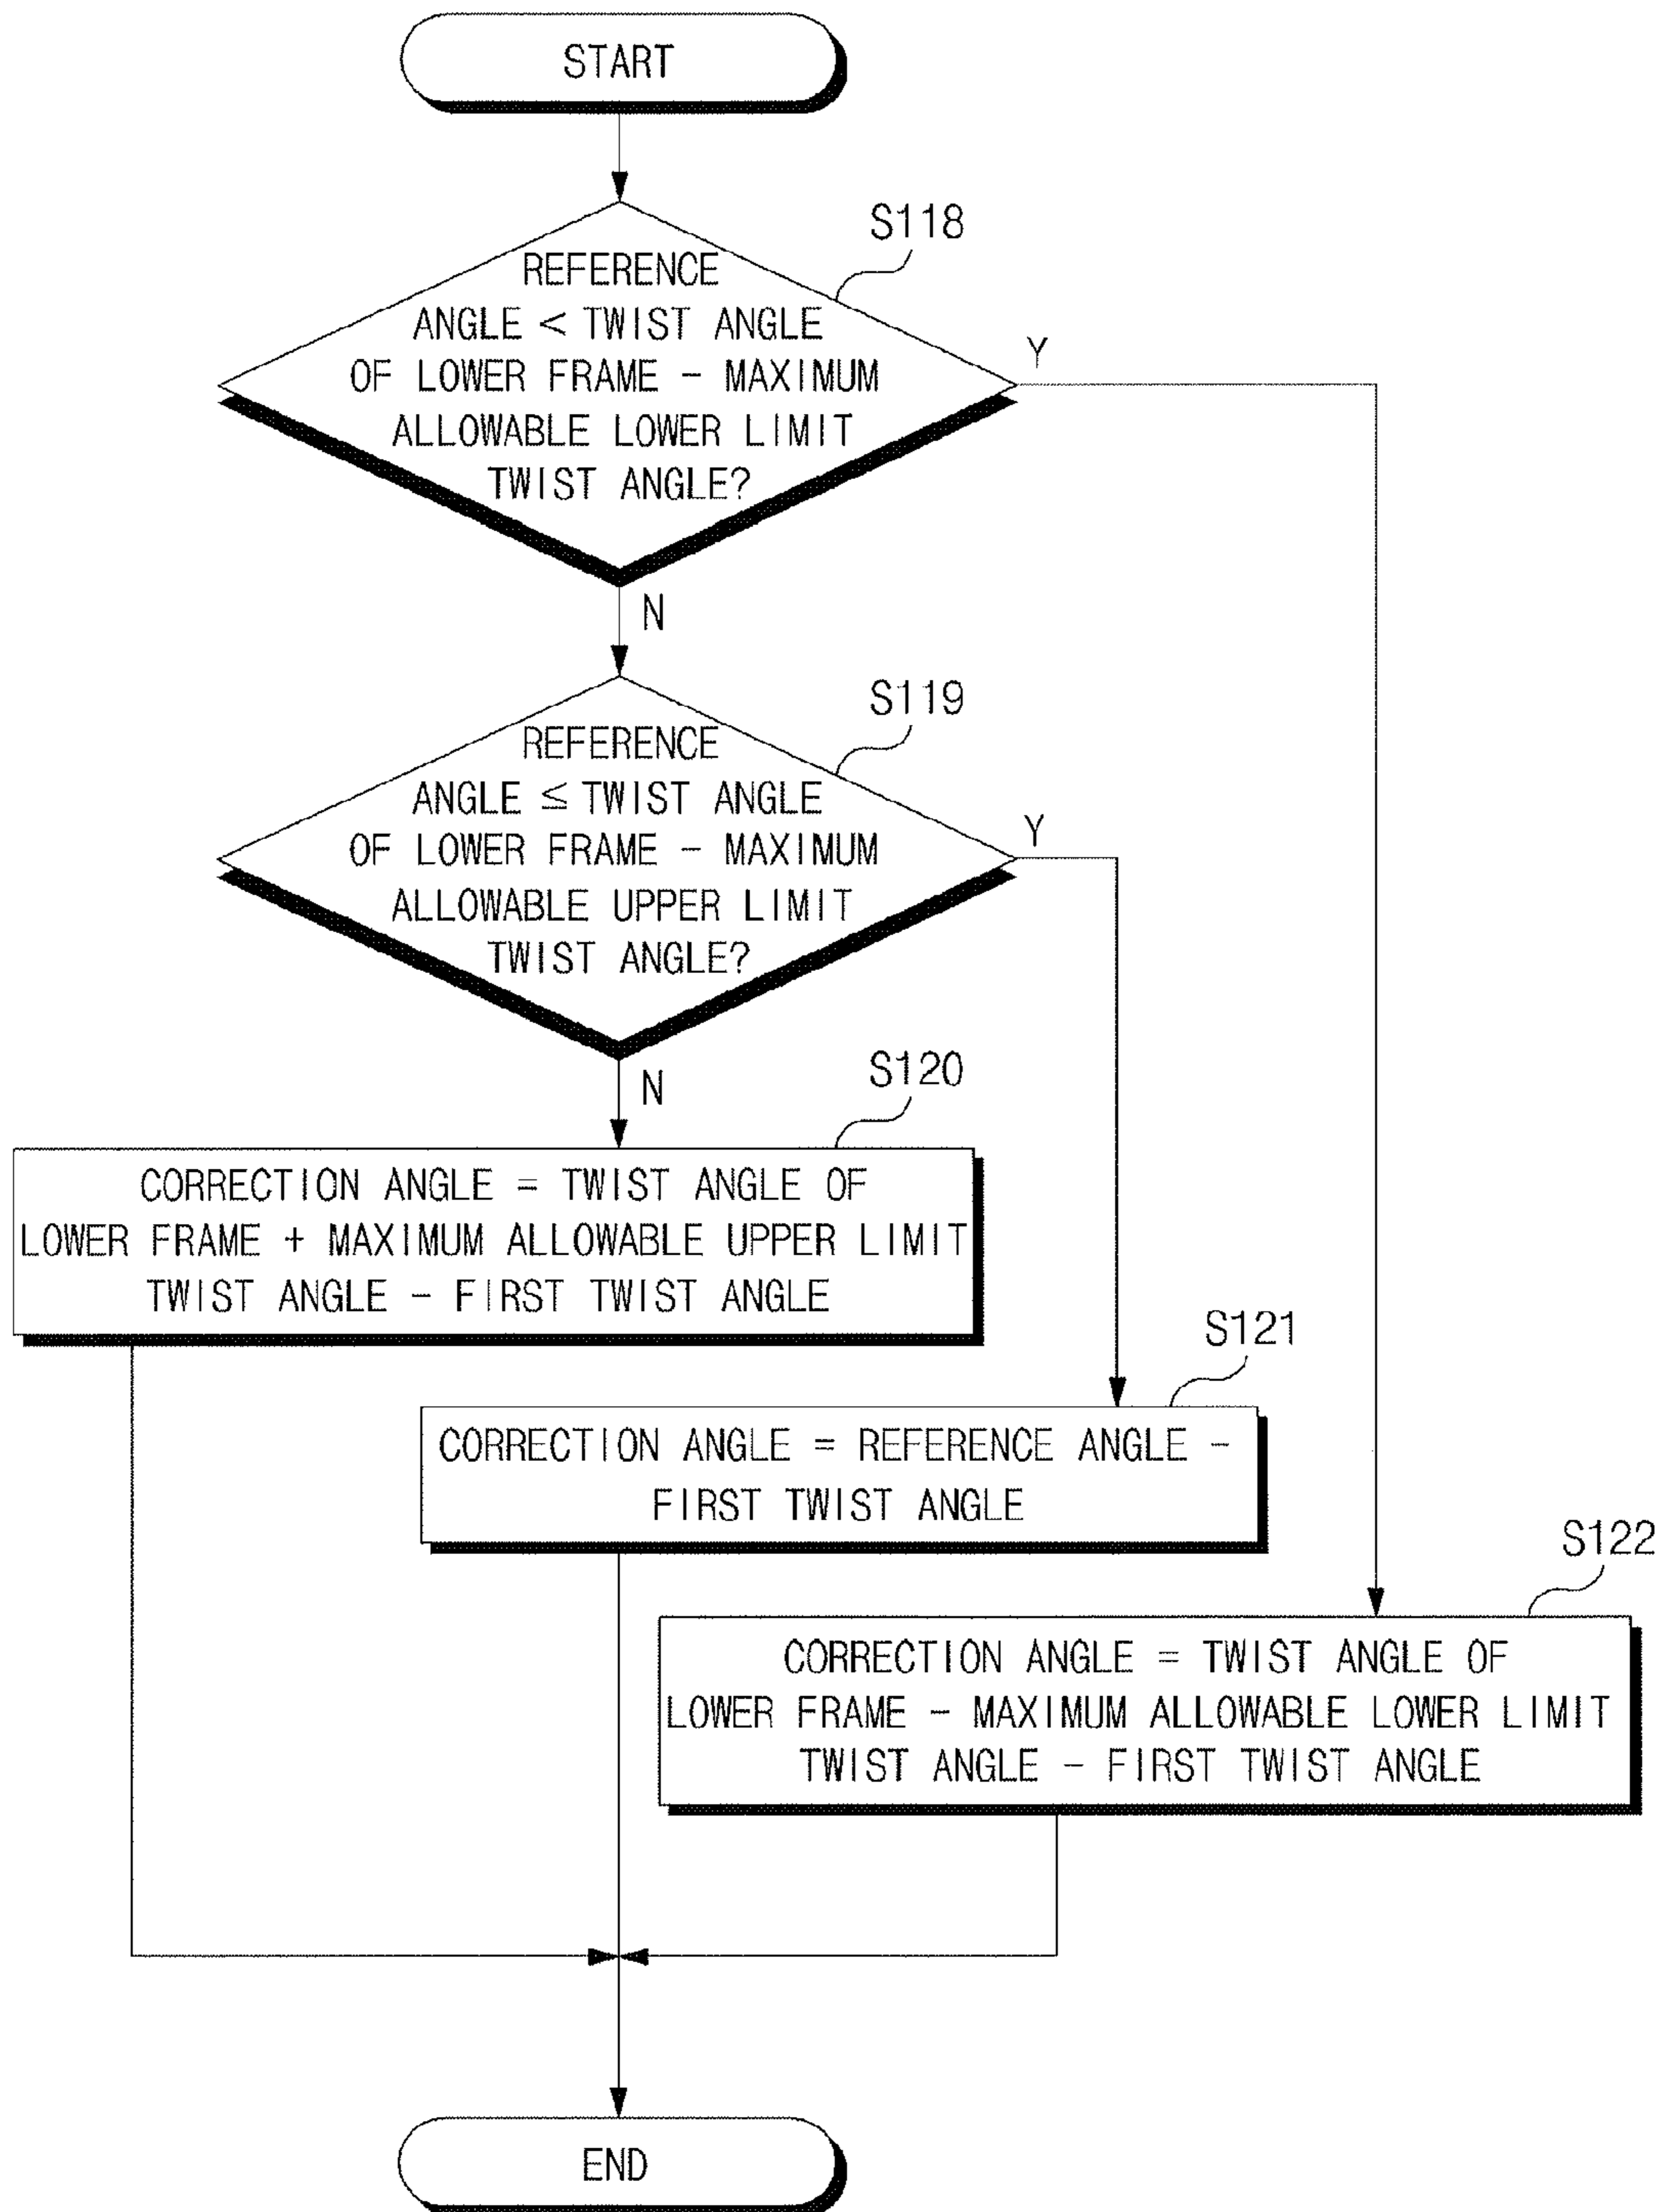 START
S118
REFERENCE
ANGLE < TWIST ANGLE
OF LOWER FRAME - MAXIMUM
ALLOWABLE LOWER LIMIT
TWIST ANGLE?
Y
N
S119
REFERENCE
ANGLE ≤ TWIST ANGLE
OF LOWER FRAME - MAXIMUM
ALLOWABLE UPPER LIMIT
TWIST ANGLE?
Y
N
S120
CORRECTION ANGLE = TWIST ANGLE OF
LOWER FRAME + MAXIMUM ALLOWABLE UPPER LIMIT
TWIST ANGLE - FIRST TWIST ANGLE
S121
CORRECTION ANGLE = REFERENCE ANGLE -
FIRST TWIST ANGLE
S122
CORRECTION ANGLE = TWIST ANGLE OF
LOWER FRAME - MAXIMUM ALLOWABLE LOWER LIMIT
TWIST ANGLE - FIRST TWIST ANGLE
END